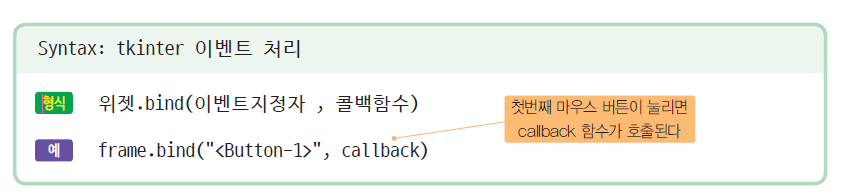 Syntax: tkinter 이벤트 처리
형식 위젯.bind(이벤트지정자 , 콜백함수)
첫번째 마우스 버튼이 눌리면
callback 함수가 호출된다
예 frame.bind("<Button-1>", callback)